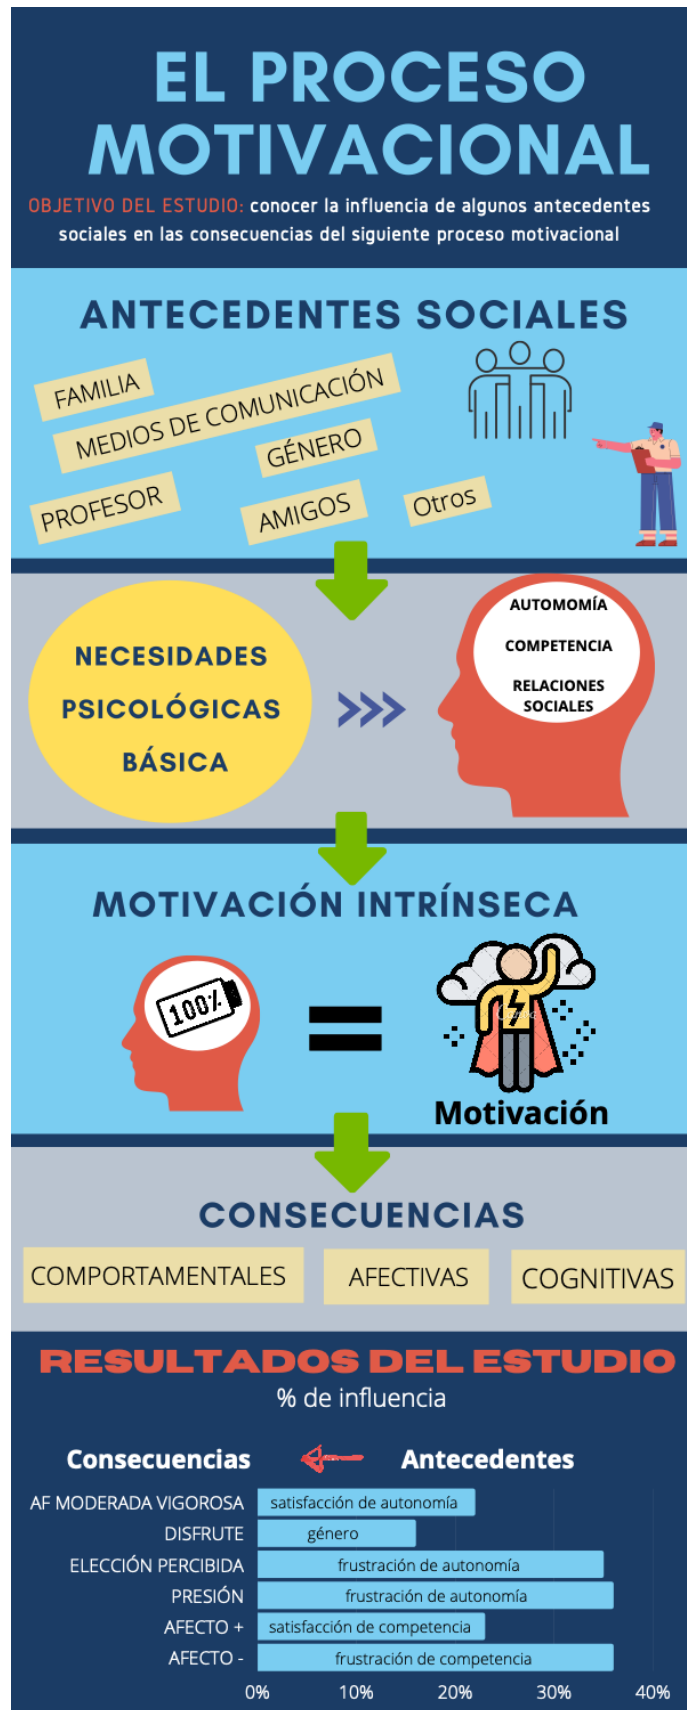 EL PROCESO
MOTIVACIONAL
OBJETIVO DEL ESTUDIO: conocer la influencia de algunos antecedentes
sociales en las consecuencias del siguiente proceso motivacional
ANTECEDENTES SOCIALES
FAMILIA
MEDIOS DE COMUNICACIÓN
GÉNERO
PROFESOR
AMIGOS
Otros
NECESIDADES
PSICOLÓGICAS
BÁSICA
AUTOMOMÍA
COMPETENCIA
RELACIONES
SOCIALES
MOTIVACIÓN INTRÍNSECA
100%
Motivación
CONSECUENCIAS
COMPORTAMENTALES
AFECTIVAS
COGNITIVAS
RESULTADOS DEL ESTUDIO
% de influencia
Consecuencias Antecedentes
AF MODERADA VIGOROSA satisfacción de autonomía
DISFRUTE género
ELECCIÓN PERCIBIDA frustración de autonomía
PRESIÓN frustración de autonomía
AFECTO + satisfacción de competencia
AFECTO - frustración de competencia
0% 10% 20% 30% 40%